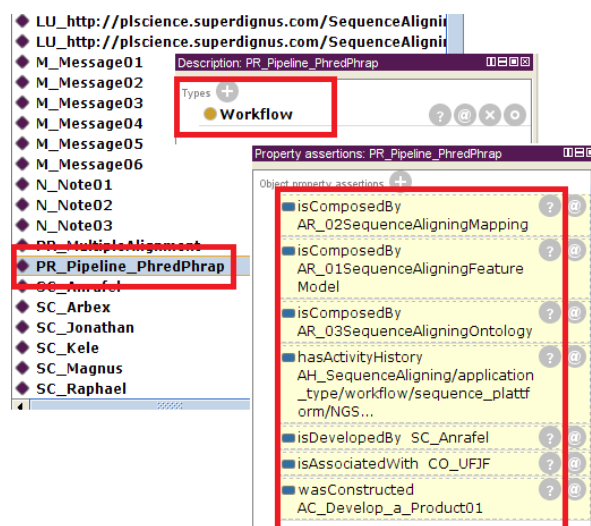 LU_http://plscience.superdignus.com/SequenceAlignii
LU_http://plscience.superdignus.com/SequenceAligni
M_Message01
M_Message02
M_Message03
M_Message04
M_Message05
M_Message06
N_Note01
N_Note02
N_Note03
PR_MultipleAlignment
PR_Pipeline_PhredPhrap
SC_Anrafel
SC_Arbex
SC_Jonathan
SC_Kele
SC_Magnus
SC_Raphael
Description: PR_Pipeline_PhredPhrap
Types
Workflow
Property assertions: PR_Pipeline_PhredPhrap
Object property assertions
isComposedBy
AR_02SequenceAligningMapping
isComposedBy
AR_01SequenceAligningFeature
Model
isComposedBy
AR_03SequenceAligningOntology
hasActivityHistory
AH_SequenceAligning/application
_type/workflow/sequence_plattf
orm/NGS...
isDevelopedBy SC_Anrafel
isAssociatedWith CO_UFJF
wasConstructed
AC_Develop_a_Product01